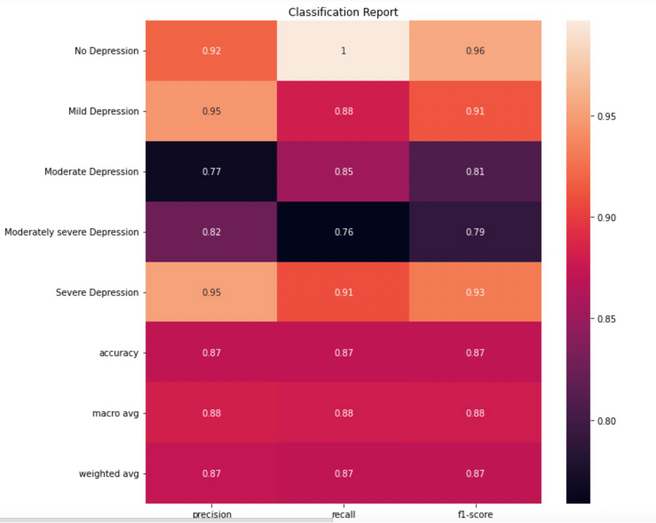 Classification Report
No Depression 0.92 1 0.96
Mild Depression 0.95 0.88 0.91
Moderate Depression 0.77 0.85 0.81
Moderately severe Depression 0.82 0.76 0.79
Severe Depression 0.95 0.91 0.93
accuracy 0.87 0.87 0.87
macro avg 0.88 0.88 0.88
weighted avg 0.87 0.87 0.87
precision recall f1-score
0.95
0.90
0.85
0.80